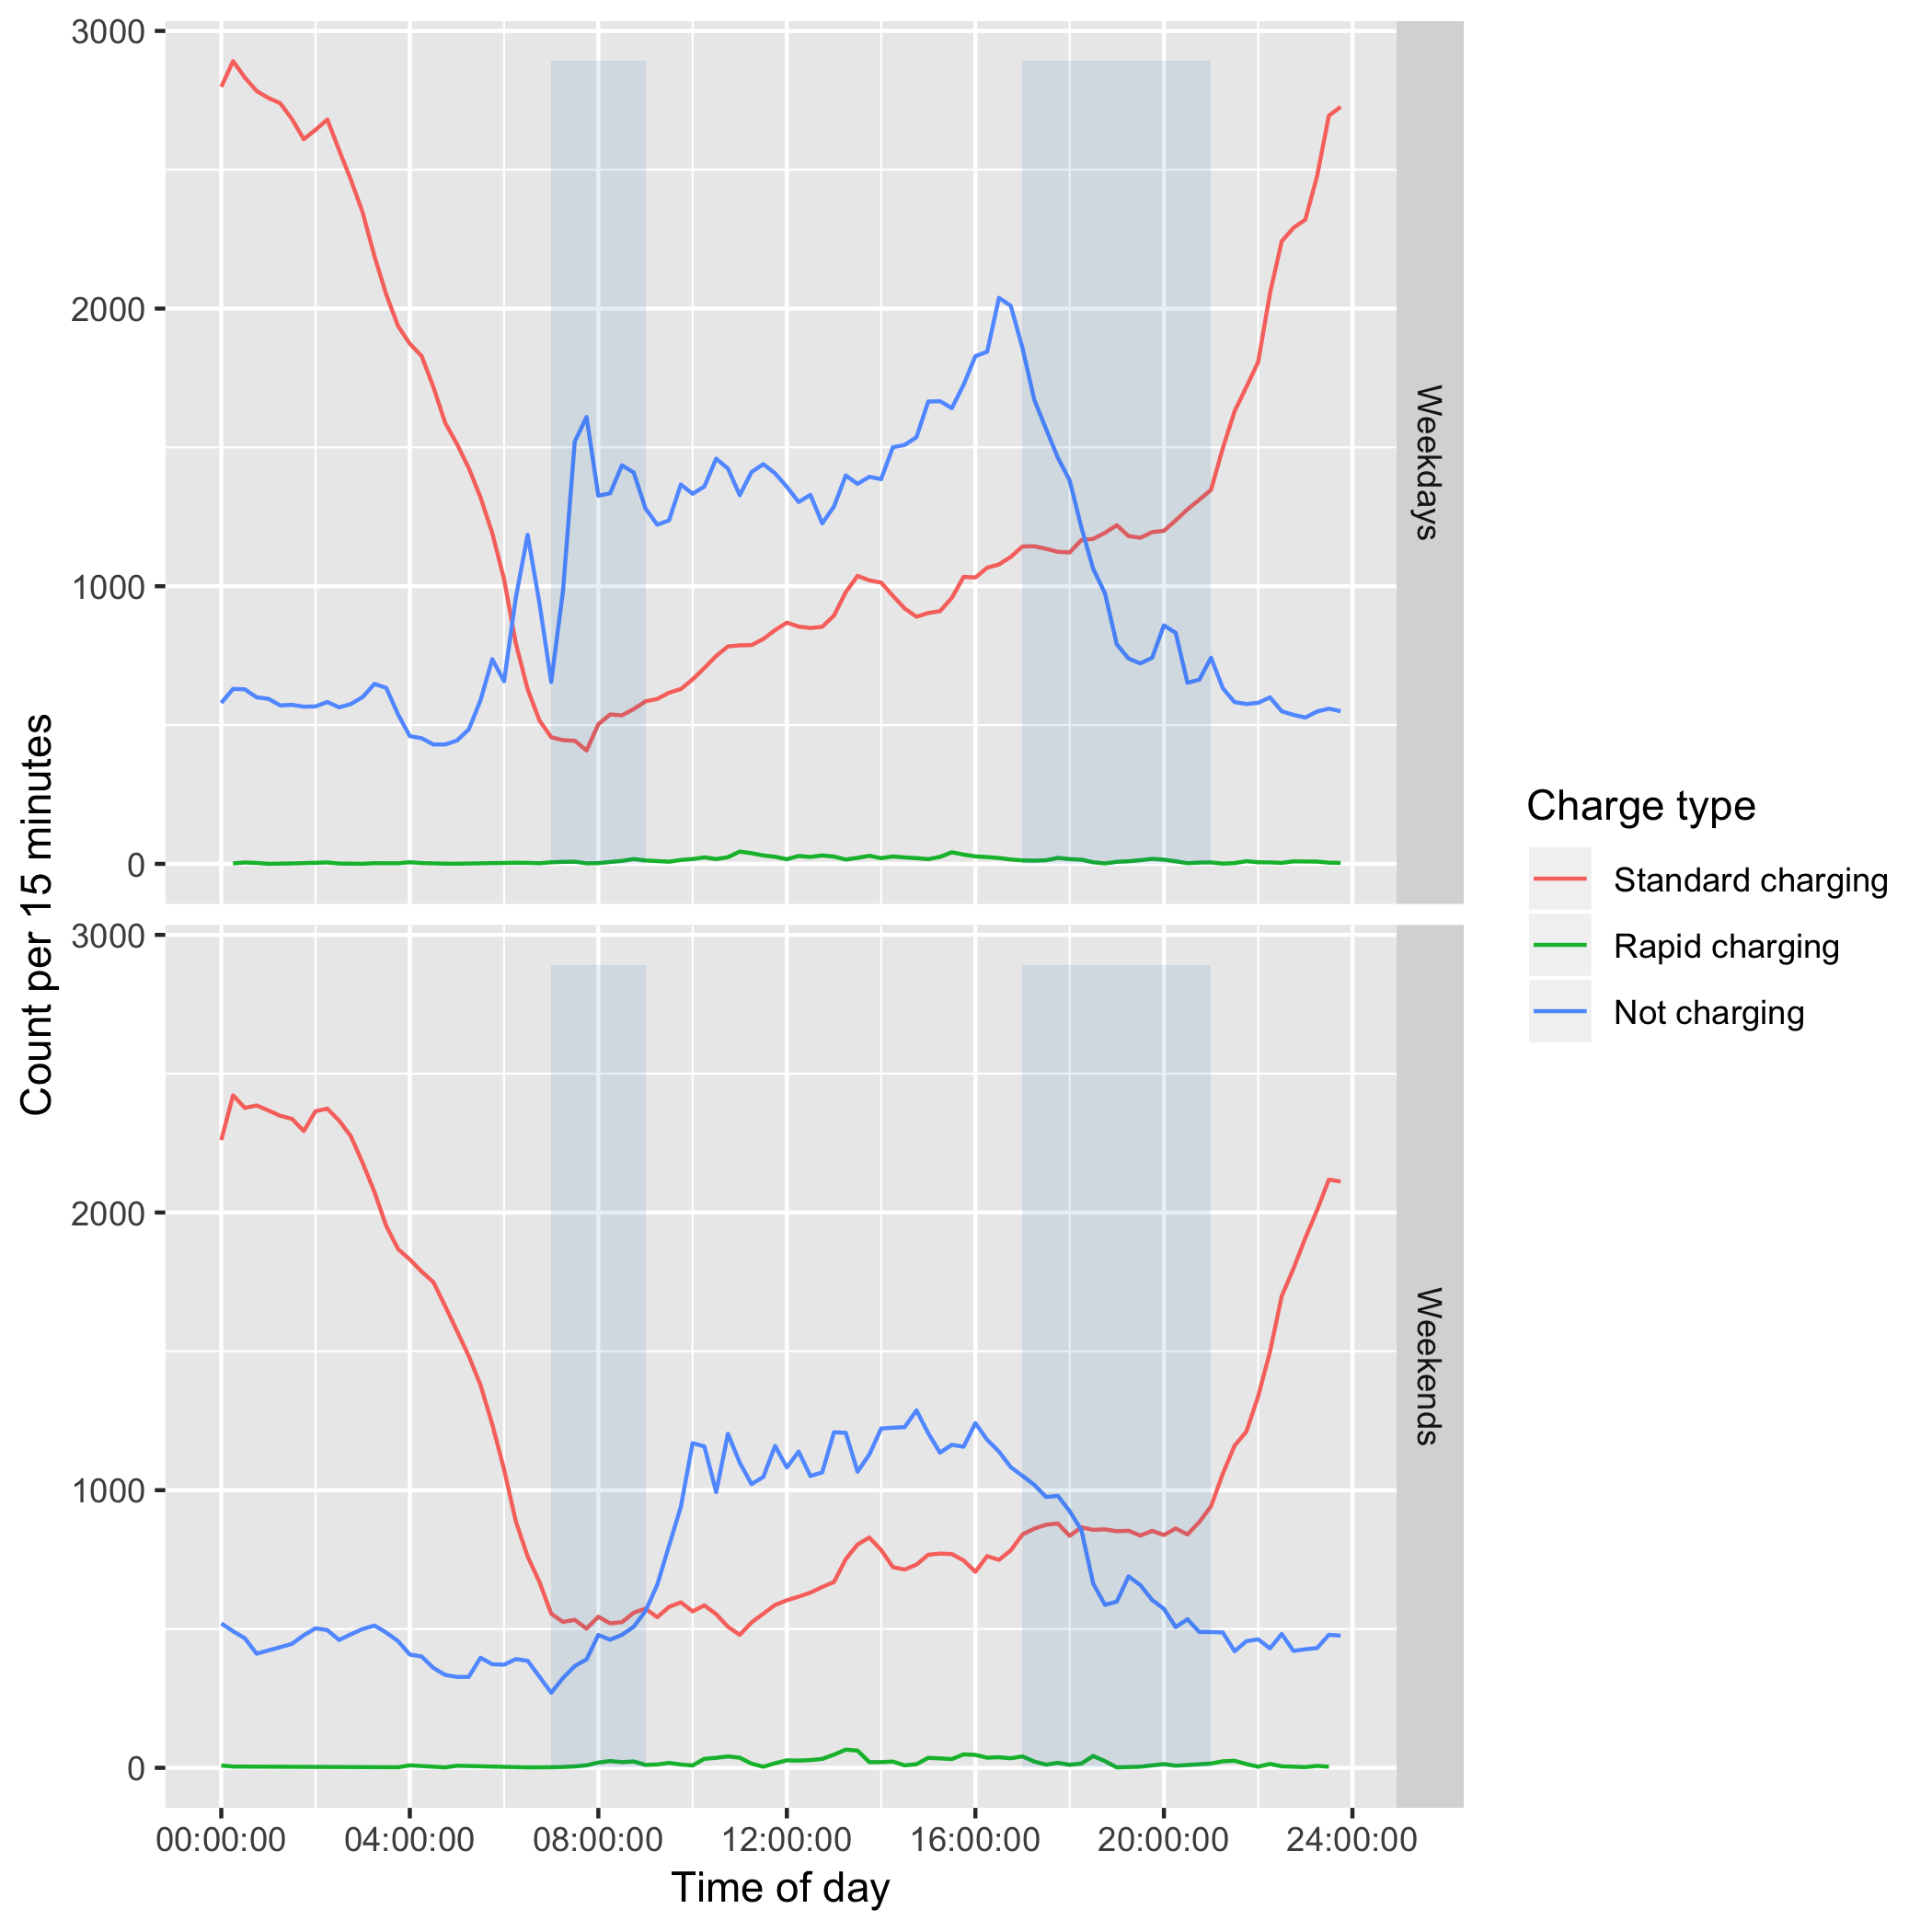 3000
2000
1000
0
Weekdays
3000
2000
1000
0
Weekends
Count per 15 minutes
00:00:00 04:00:00 08:00:00 12:00:00 16:00:00 20:00:00 24:00:00
Time of day
Charge type
Standard charging
Rapid charging
Not charging